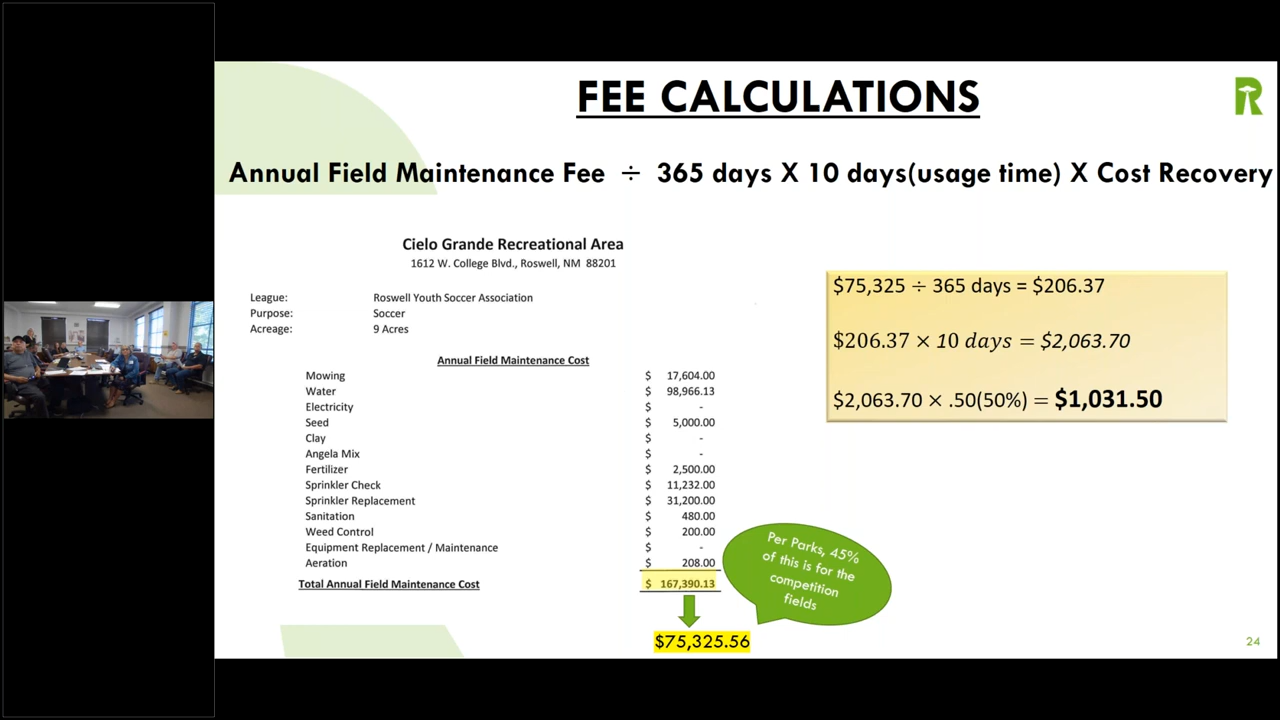 FEE CALCULATIONS
R
Annual Field Maintenance Fee ÷ 365 days X 10 days(usage time) X Cost Recovery
Cielo Grande Recreational Area
1612 W. College Blvd., Roswell, NM 88201
League: Roswell Youth Soccer Association
Purpose: Soccer
Acreage: 9 Acres
Annual Field Maintenance Cost
Mowing $ 17,604.00
Water $ 98,966.13
Electricity $ -
Seed $ 5,000.00
Clay $ -
Angela Mix $ -
Fertilizer $ 2,500.00
Sprinkler Check $ 11,232.00
Sprinkler Replacement $ 31,200.00
Sanitation $ 480.00
Weed Control $ 200.00
Equipment Replacement / Maintenance $ -
Aeration $ 208.00
Total Annual Field Maintenance Cost $ 167,390.13
$75,325.56
Per Parks, 45%
of this is for the
competition
fields
$75,325 ÷ 365 days = $206.37
$206.37 × 10 days = $2,063.70
$2,063.70 × .50(50%) = $1,031.50
24